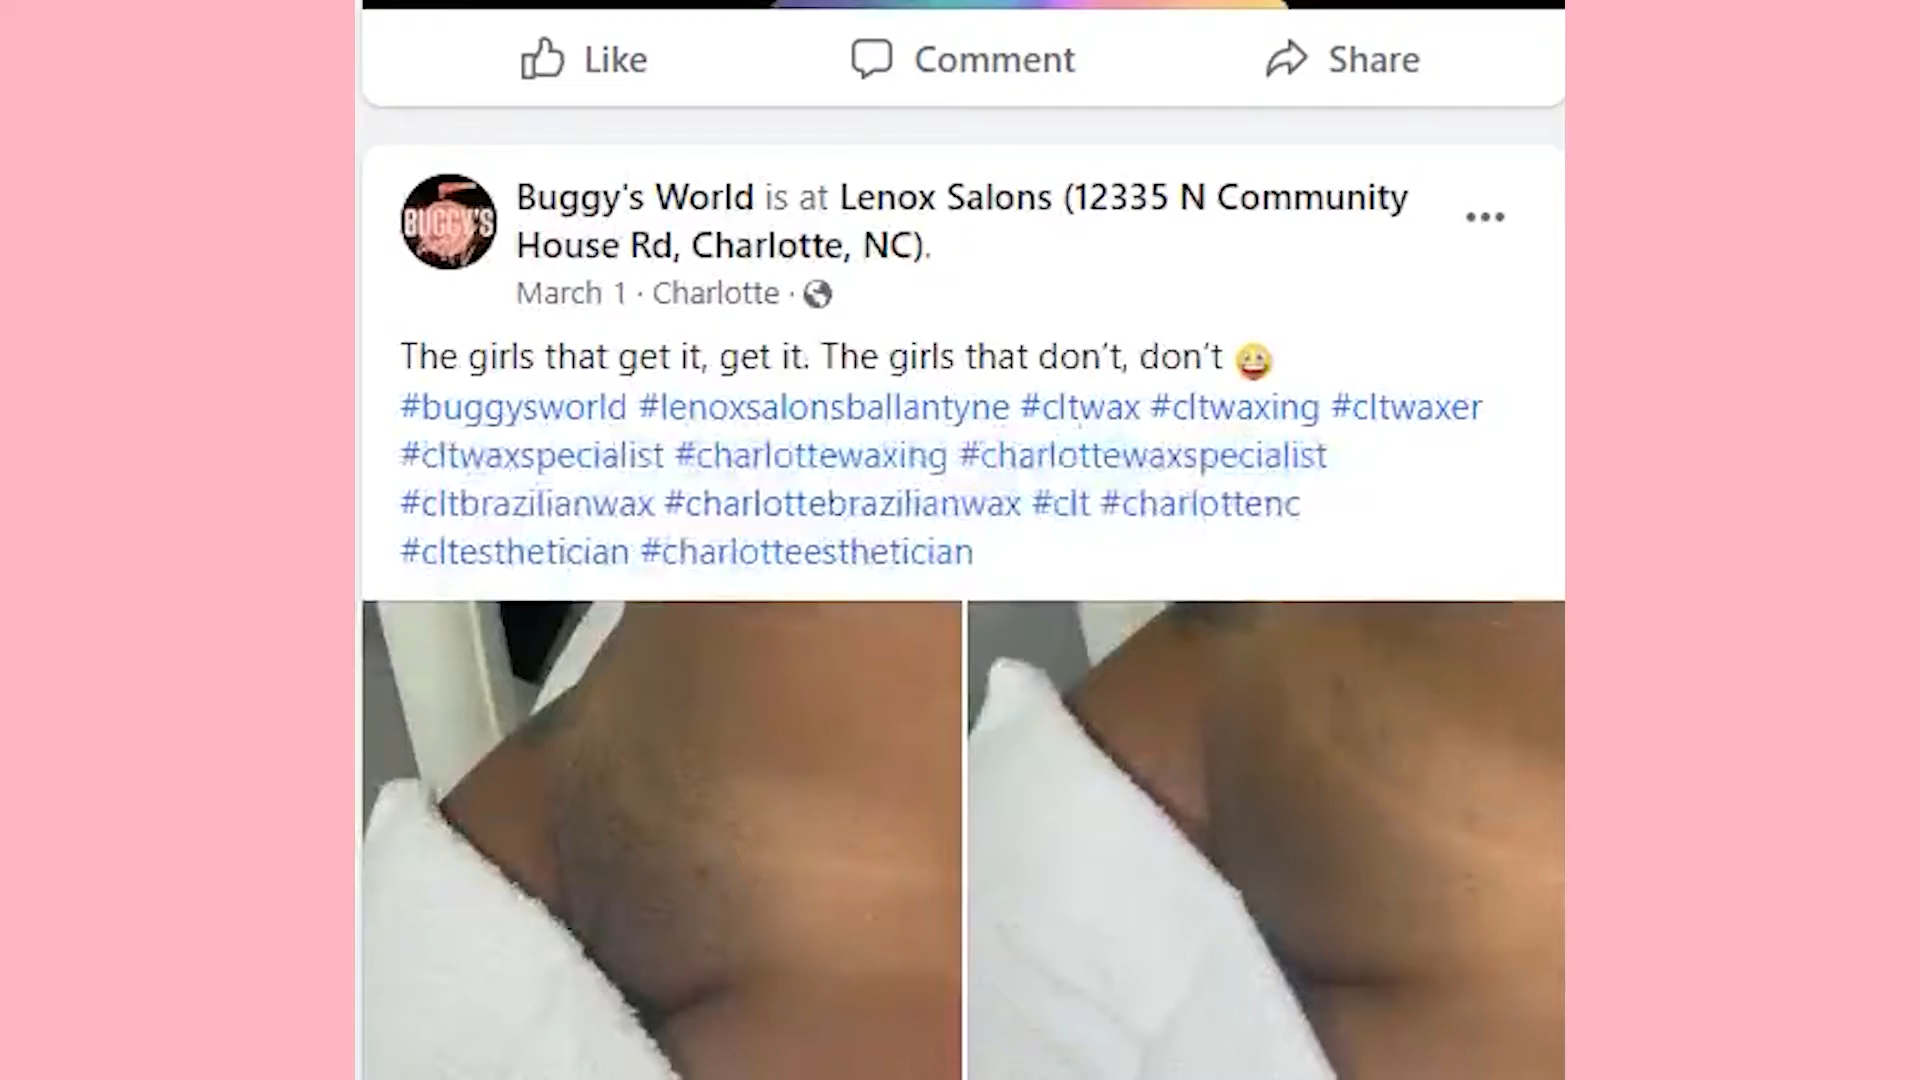 Like Comment Share
BUGGY'S
Buggy's World is at Lenox Salons (12335 N Community
House Rd, Charlotte, NC).
March 1 · Charlotte ·
The girls that get it, get it. The girls that don't, don't 😀
#buggysworld #lenoxsalonsballantyne #cltwax #cltwaxing #cltwaxer
#cltwaxspecialist #charlottewaxing #charlottewaxspecialist
#cltbrazilianwax #charlottebrazilianwax #clt #charlottenc
#cltesthetician #charlotteesthetician